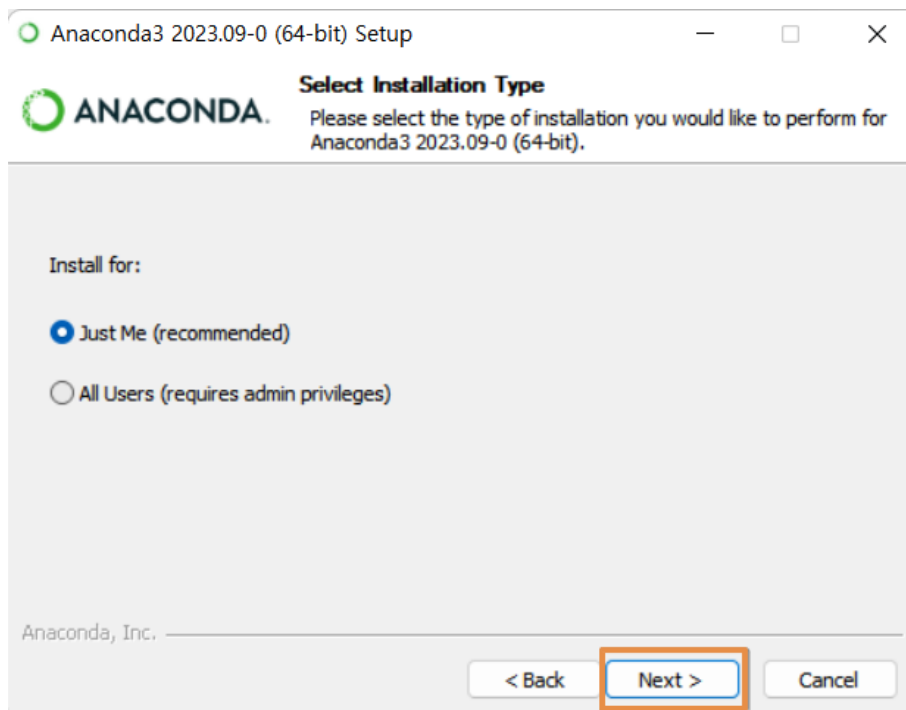 Anaconda3 2023.09-0 (64-bit) Setup
ANACONDA.
Select Installation Type
Please select the type of installation you would like to perform for
Anaconda3 2023.09-0 (64-bit).
Install for:
Just Me (recommended)
All Users (requires admin privileges)
Anaconda, Inc.
< Back
Next >
Cancel